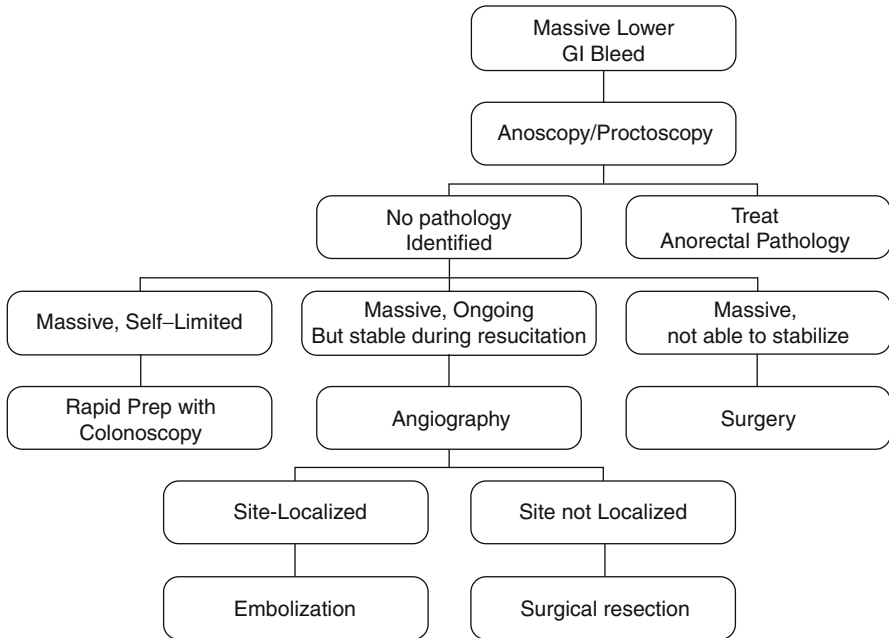 Massive Lower
GI Bleed
Anoscopy/Proctoscopy
No pathology
Identified
Treat
Anorectal Pathology
Massive, Self–Limited
Massive, Ongoing
But stable during resucitation
Massive,
not able to stabilize
Rapid Prep with
Colonoscopy
Angiography
Surgery
Site-Localized
Site not Localized
Embolization
Surgical resection